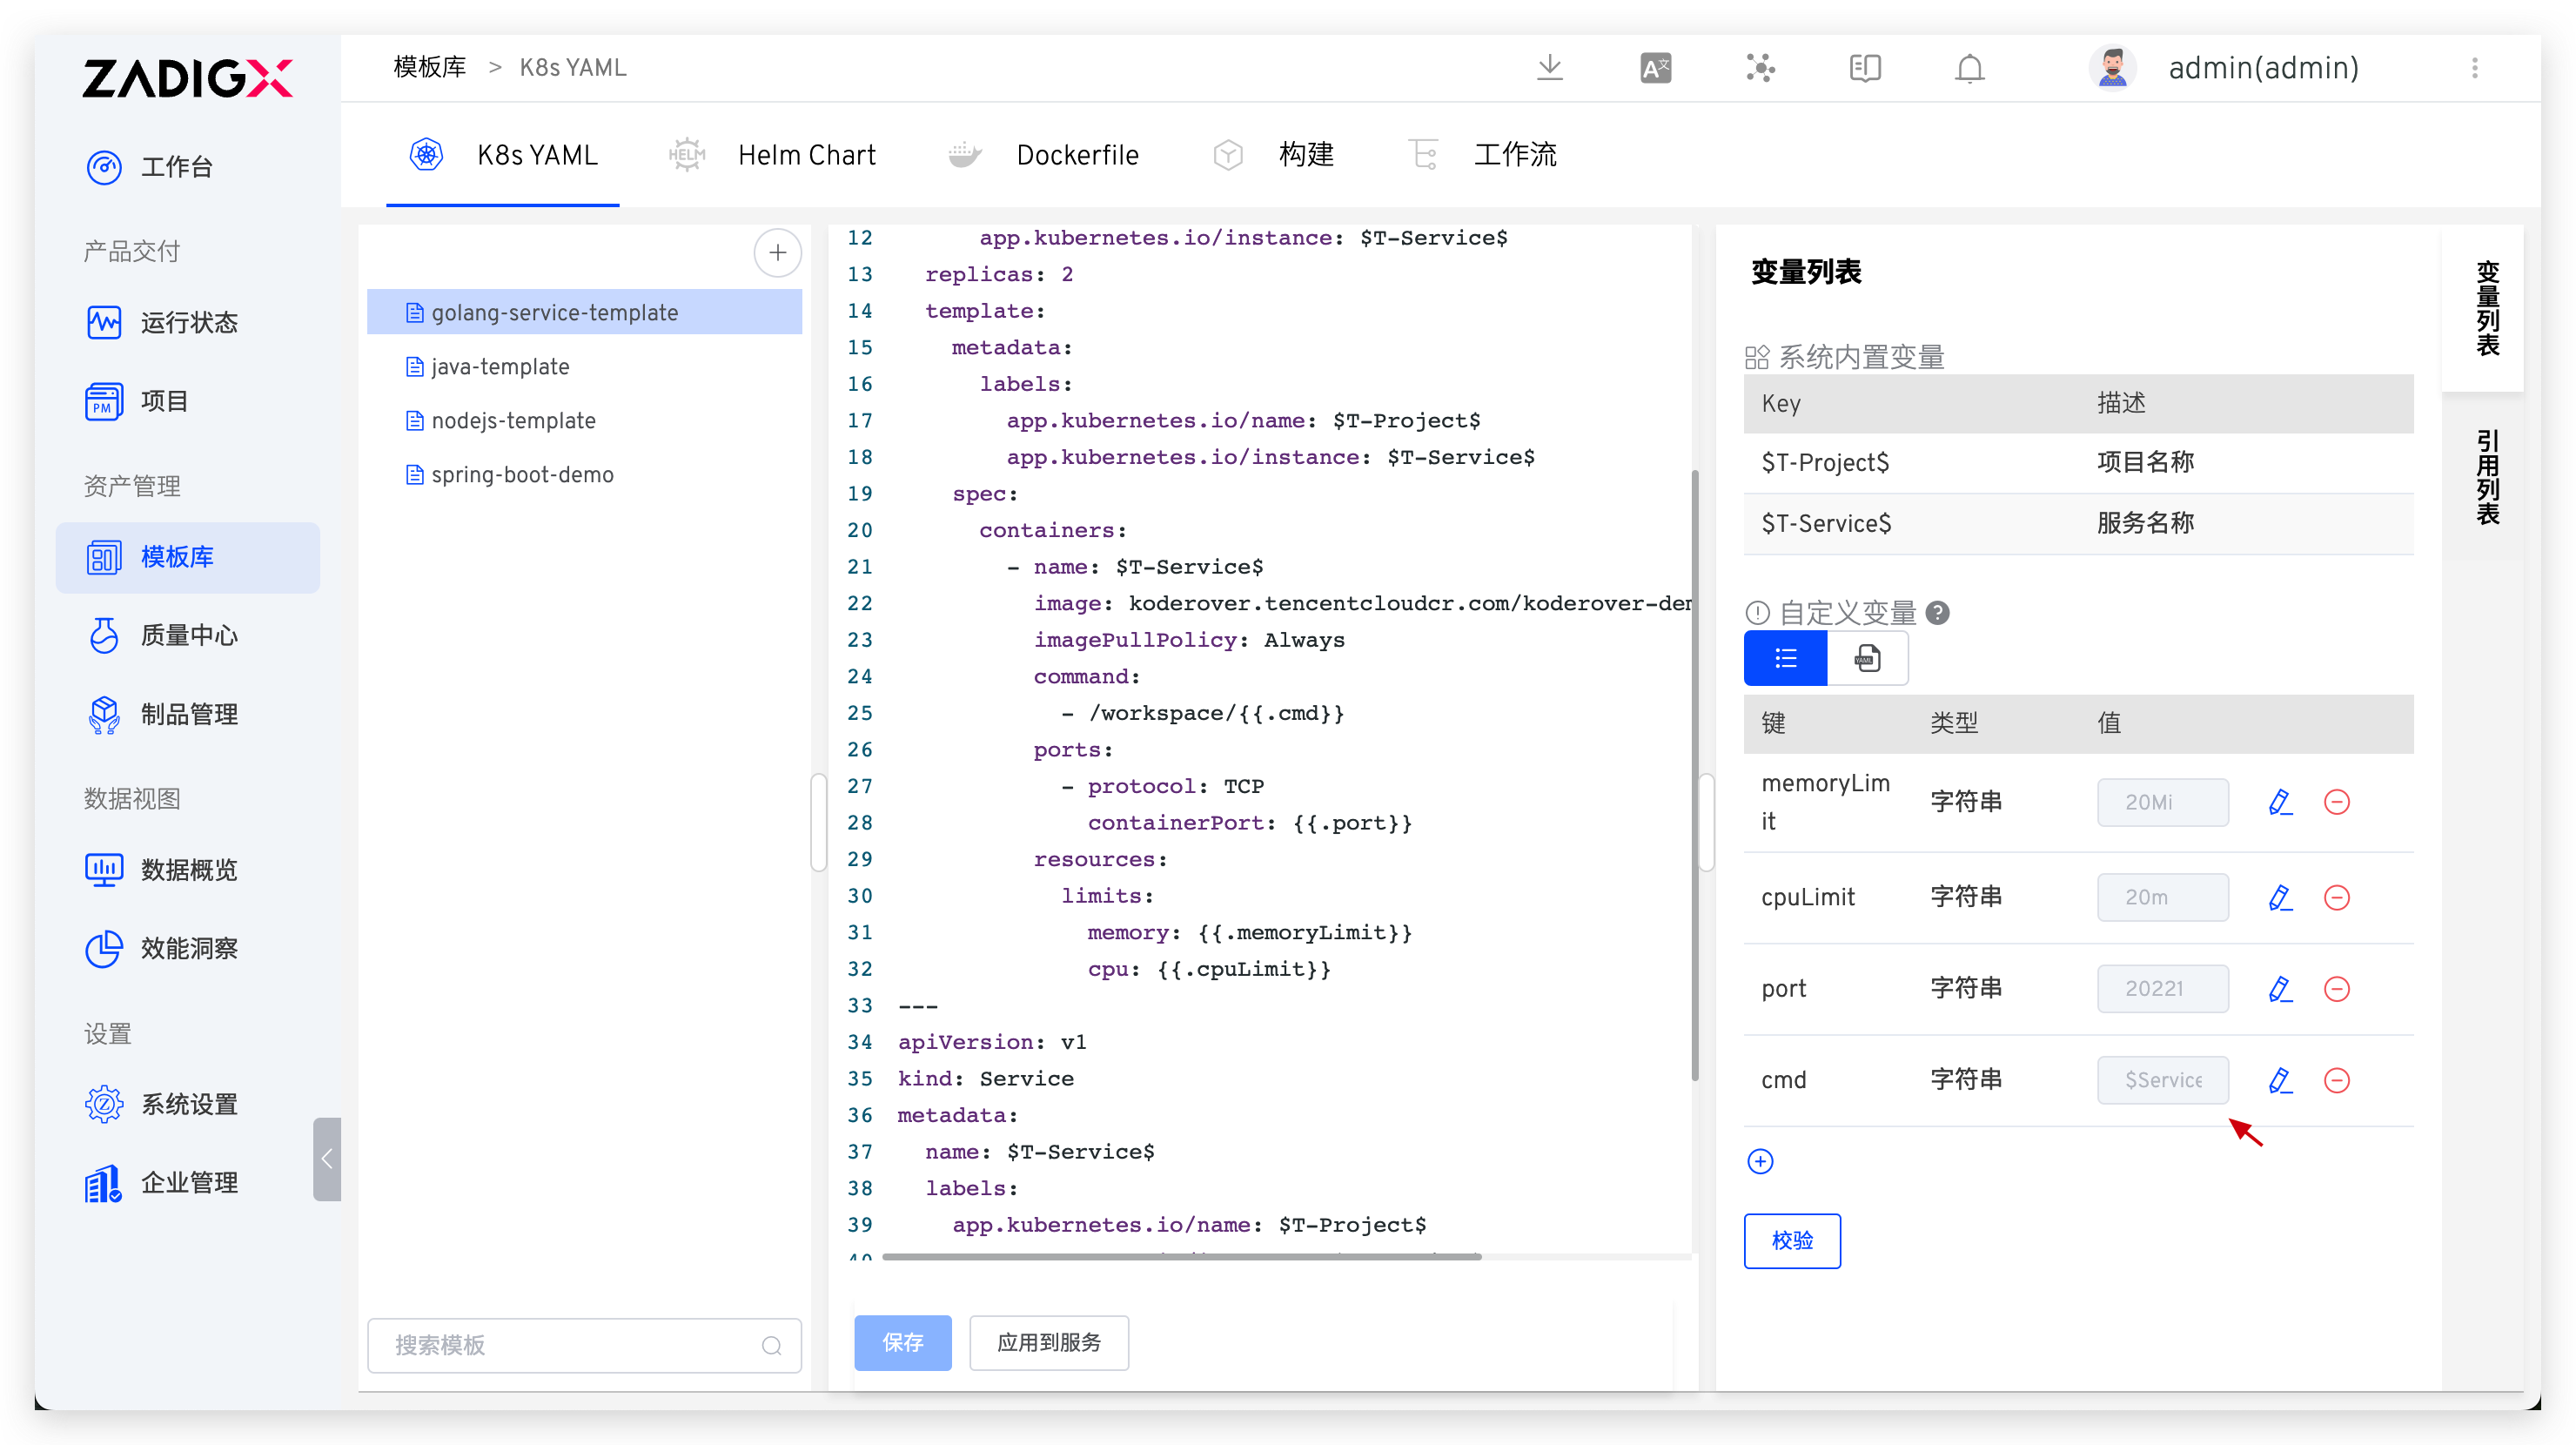 ZADIGX
工作台
产品交付
运行状态
PM
项目
资产管理
模板库
质量中心
制品管理
数据视图
数据概览
效能洞察
设置
系统设置
企业管理
模板库 > K8s YAML
A文
admin(admin)
K8s YAML
HELM
Helm Chart
Dockerfile
构建
工作流
golang-service-template
java-template
nodejs-template
spring-boot-demo
搜索模板
12 app.kubernetes.io/instance: $T-Service$
13 replicas: 2
14 template:
15 metadata:
16 labels:
17 app.kubernetes.io/name: $T-Project$
18 app.kubernetes.io/instance: $T-Service$
19 spec:
20 containers:
21 - name: $T-Service$
22 image: koderover.tencentcloudcr.com/koderover-dem
23 imagePullPolicy: Always
24 command:
25 - /workspace/{{.cmd}}
26 ports:
27 - protocol: TCP
28 containerPort: {{.port}}
29 resources:
30 limits:
31 memory: {{.memoryLimit}}
32 cpu: {{.cpuLimit}}
33 ---
34 apiVersion: v1
35 kind: Service
36 metadata:
37 name: $T-Service$
38 labels:
39 app.kubernetes.io/name: $T-Project$
40
保存
应用到服务
变量列表
系统内置变量
Key 描述
$T-Project$ 项目名称
$T-Service$ 服务名称
自定义变量
YAML
键 类型 值
memoryLim
it 字符串 20Mi
cpuLimit 字符串 20m
port 字符串 20221
cmd 字符串 $Service
校验
变量列表
引用列表